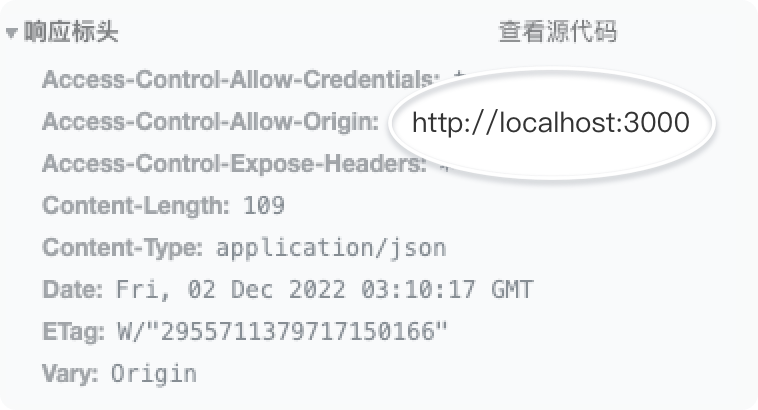 响应标头 查看源代码
Access-Control-Allow-Credentials:
Access-Control-Allow-Origin: http://localhost:3000
Access-Control-Expose-Headers:
Content-Length: 109
Content-Type: application/json
Date: Fri, 02 Dec 2022 03:10:17 GMT
ETag: W/"2955711379717150166"
Vary: Origin